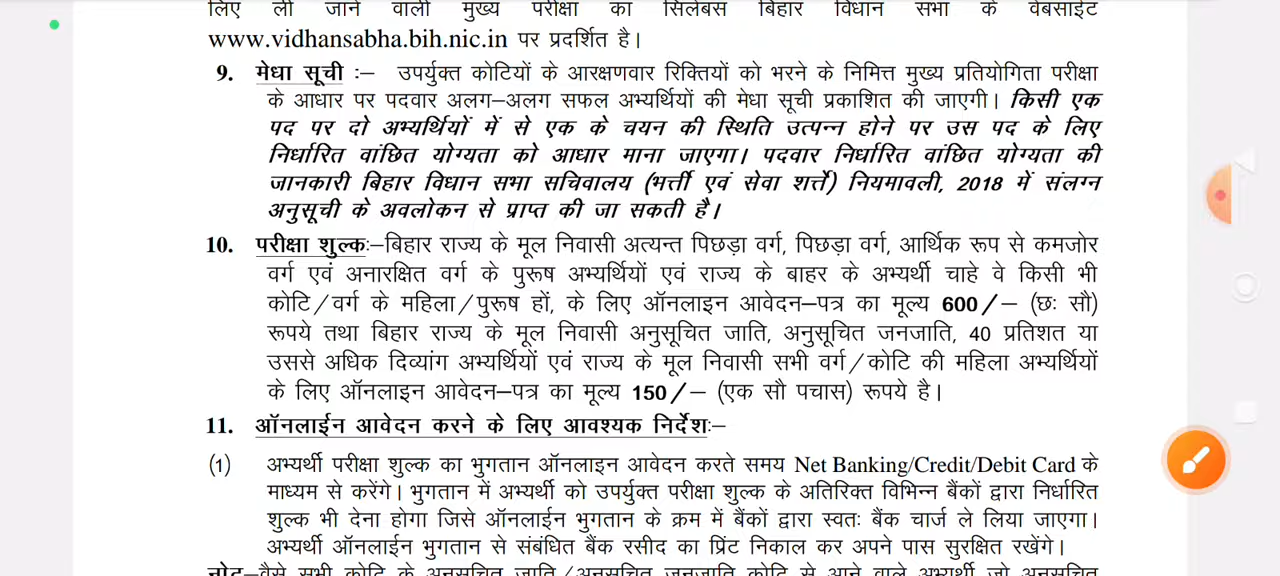 लिए ली जाने वाली मुख्य परीक्षा का सिलेबस बिहार विधान सभा के वेबसाईट
www.vidhansabha.bih.nic.in पर प्रदर्शित है।
9. मेधा सूची :– उपर्युक्त कोटियों के आरक्षणवार रिक्तियों को भरने के निमित्त मुख्य प्रतियोगिता परीक्षा
के आधार पर पदवार अलग–अलग सफल अभ्यर्थियों की मेधा सूची प्रकाशित की जाएगी। किसी एक
पद पर दो अभ्यर्थियों में से एक के चयन की स्थिति उत्पन्न होने पर उस पद के लिए
निर्धारित वांछित योग्यता को आधार माना जाएगा। पदवार निर्धारित वांछित योग्यता की
जानकारी बिहार विधान सभा सचिवालय (भर्त्ती एवं सेवा शर्त्ते) नियमावली, 2018 में संलग्न
अनुसूची के अवलोकन से प्राप्त की जा सकती है।
10. परीक्षा शुल्कः–बिहार राज्य के मूल निवासी अत्यन्त पिछड़ा वर्ग, पिछड़ा वर्ग, आर्थिक रूप से कमजोर
वर्ग एवं अनारक्षित वर्ग के पुरूष अभ्यर्थियों एवं राज्य के बाहर के अभ्यर्थी चाहे वे किसी भी
कोटि/वर्ग के महिला/पुरूष हों, के लिए ऑनलाइन आवेदन–पत्र का मूल्य 600/– (छः सौ)
रूपये तथा बिहार राज्य के मूल निवासी अनुसूचित जाति, अनुसूचित जनजाति, 40 प्रतिशत या
उससे अधिक दिव्यांग अभ्यर्थियों एवं राज्य के मूल निवासी सभी वर्ग/कोटि की महिला अभ्यर्थियों
के लिए ऑनलाइन आवेदन–पत्र का मूल्य 150/– (एक सौ पचास) रूपये है।
11. ऑनलाईन आवेदन करने के लिए आवश्यक निर्देशः–
(1) अभ्यर्थी परीक्षा शुल्क का भुगतान ऑनलाइन आवेदन करते समय Net Banking/Credit/Debit Card के
माध्यम से करेंगे। भुगतान में अभ्यर्थी को उपर्युक्त परीक्षा शुल्क के अतिरिक्त विभिन्न बैंकों द्वारा निर्धारित
शुल्क भी देना होगा जिसे ऑनलाईन भुगतान के क्रम में बैंकों द्वारा स्वतः बैंक चार्ज ले लिया जाएगा।
अभ्यर्थी ऑनलाईन भुगतान से संबंधित बैंक रसीद का प्रिंट निकाल कर अपने पास सुरक्षित रखेंगे।
नोट–वैसे सभी कोटि के अनुसूचित जाति/अनुसूचित जनजाति कोटि से आने वाले अभ्यर्थी जो अनुसूचित